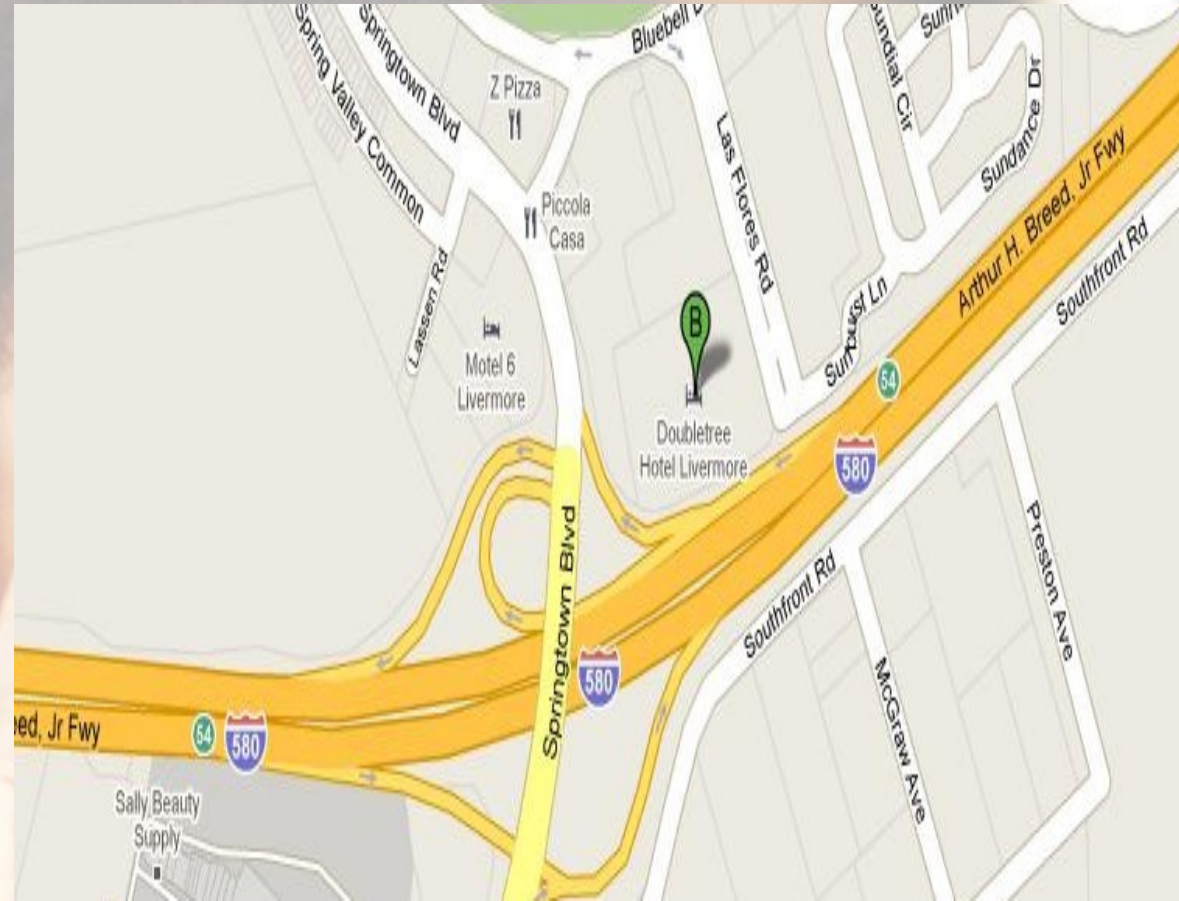 Springtown Blvd
Spring Valley Common
Bluebell D
Z Pizza
Piccola
Casa
Lassen Rd
Motel 6
Livermore
Las Flores Rd
Sundial Cir
Sundance Dr
Arthur H. Breed, Jr Fwy
Southfront Rd
B
Doubletree
Hotel Livermore
54
580
Southfront Rd
Preston Ave
McGraw Ave
Springtown Blvd
580
eed, Jr Fwy
54
580
Sally Beauty
Supply